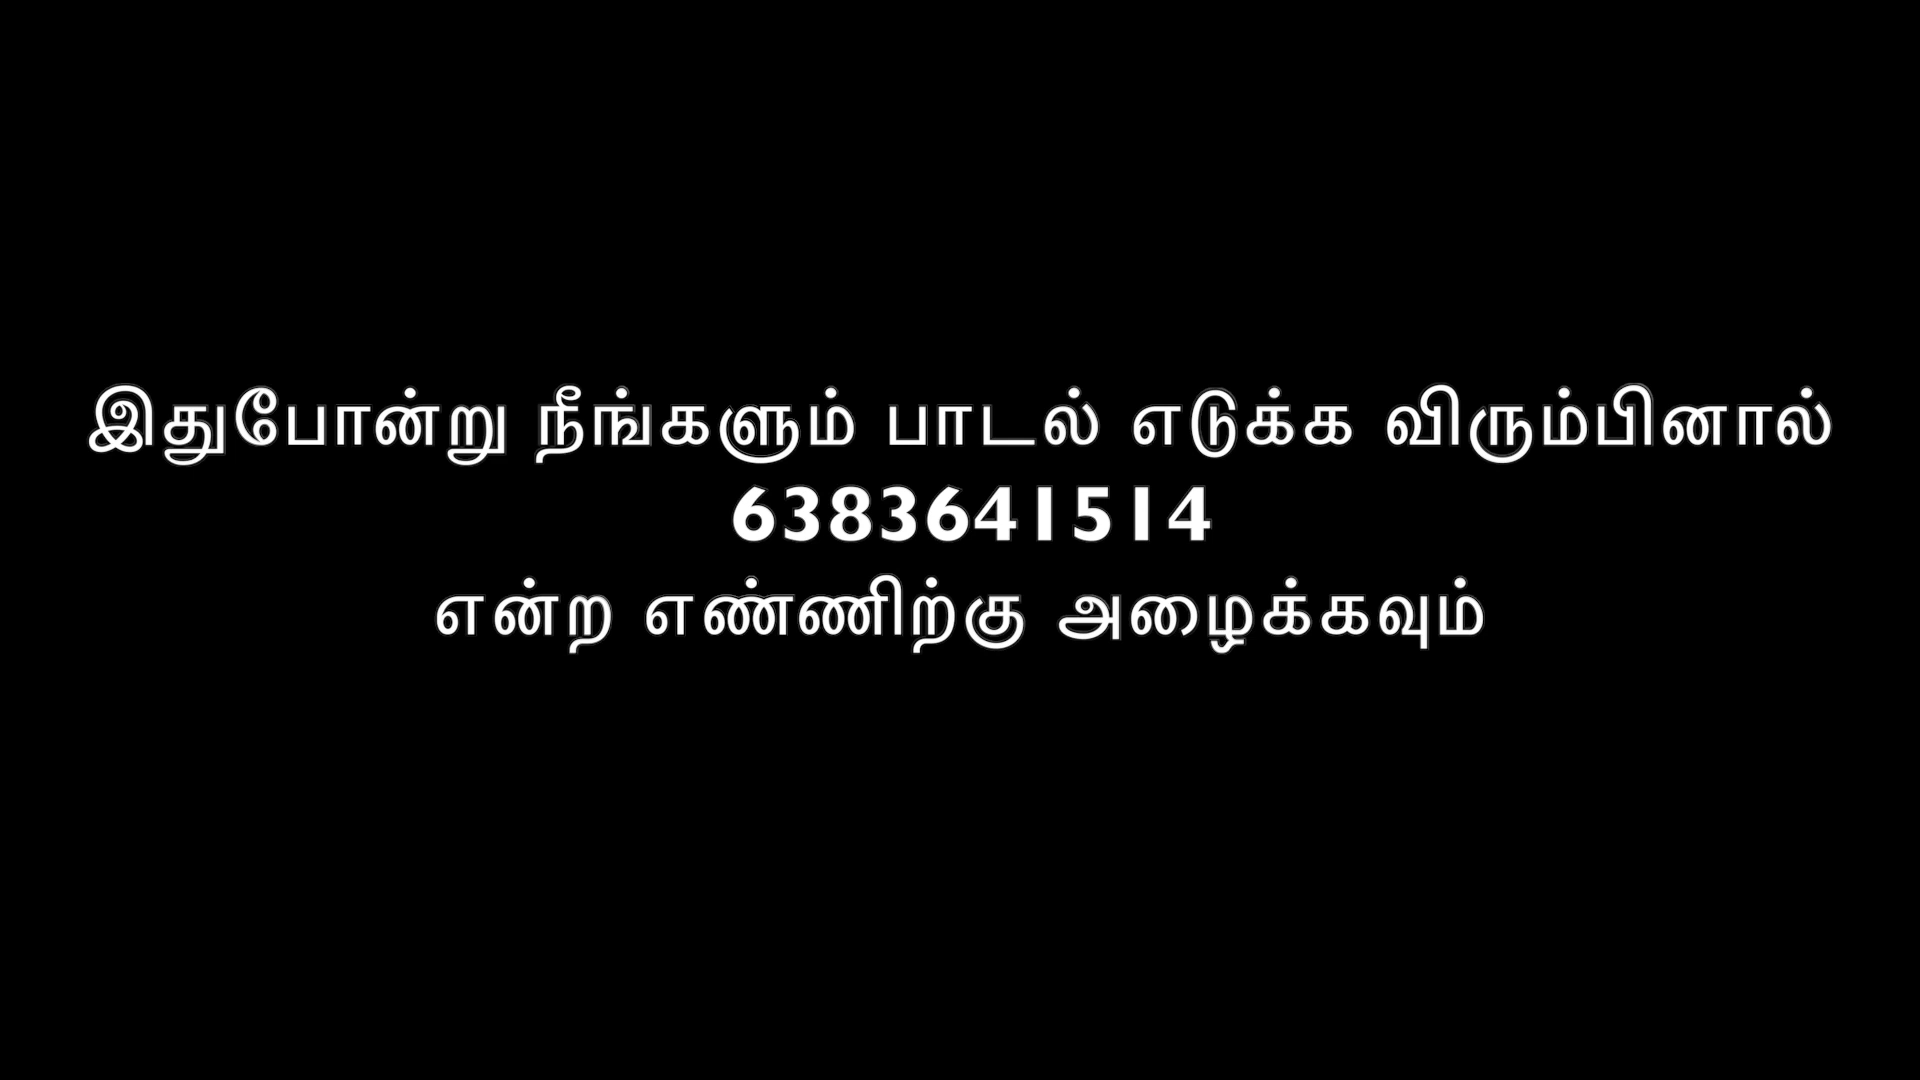 இதுபோன்று நீங்களும் பாடல் எடுக்க விரும்பினால்
6383641514
என்ற எண்ணிற்கு அழைக்கவும்